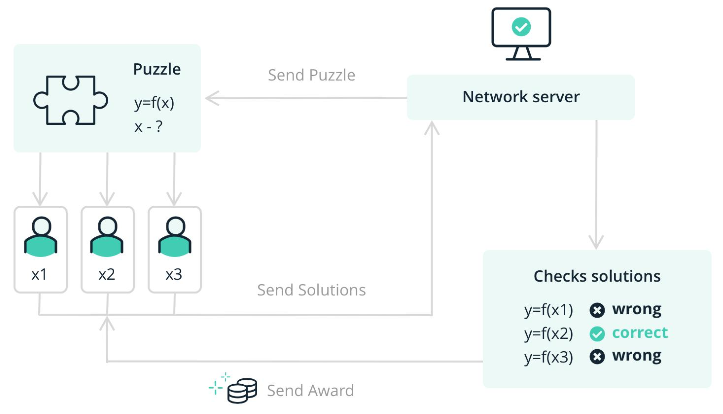 Puzzle
y=f(x)
x - ?
Send Puzzle
Network server
x1
x2
x3
Send Solutions
Checks solutions
y=f(x1) wrong
y=f(x2) correct
y=f(x3) wrong
Send Award